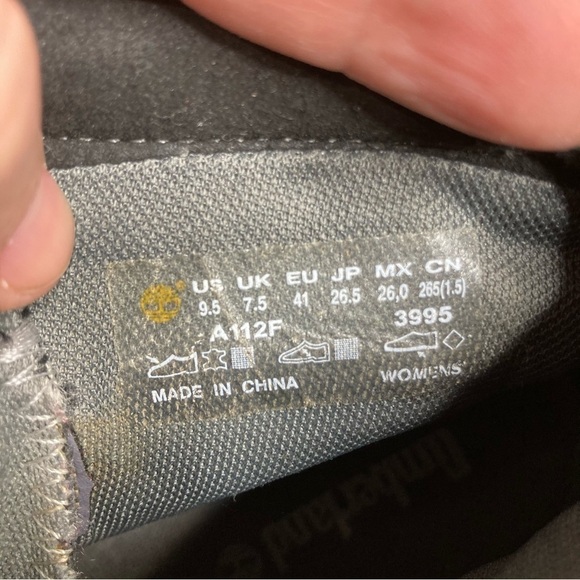 US UK EU JP MX CN
9.5 7.5 41 26.5 26,0 265(1.5)
A112F 3995
MADE IN CHINA WOMENS
Timberland